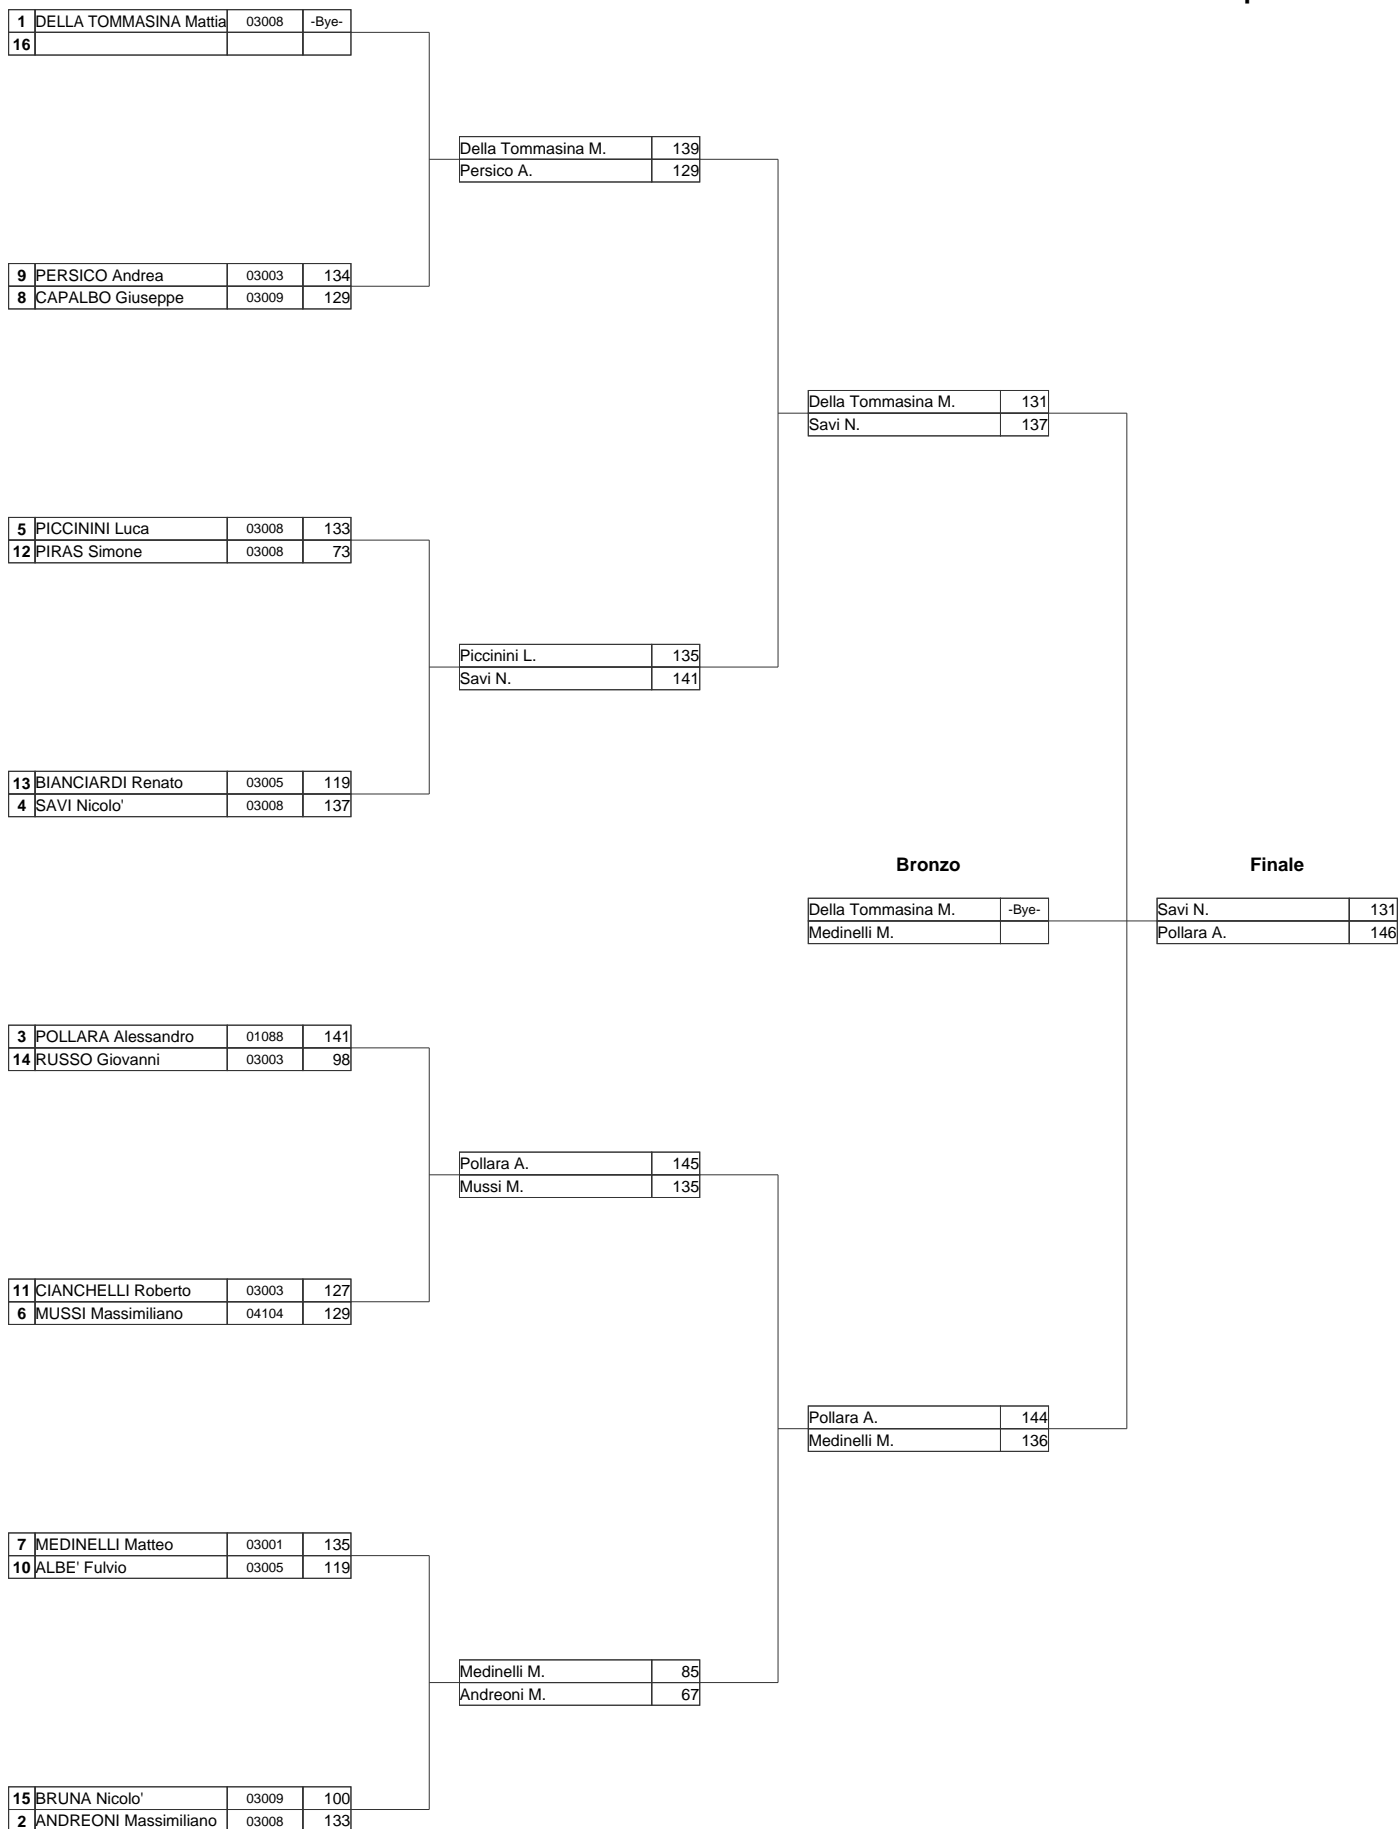 1 DELLA TOMMASINA Mattia 03008 -Bye-
16
Della Tommasina M. 139
Persico A. 129
9 PERSICO Andrea 03003 134
8 CAPALBO Giuseppe 03009 129
Della Tommasina M. 131
Savi N. 137
5 PICCININI Luca 03008 133
12 PIRAS Simone 03008 73
Piccinini L. 135
Savi N. 141
13 BIANCIARDI Renato 03005 119
4 SAVI Nicolo' 03008 137
Bronzo Finale
Della Tommasina M. -Bye- Savi N. 131
Medinelli M. Pollara A. 146
3 POLLARA Alessandro 01088 141
14 RUSSO Giovanni 03003 98
Pollara A. 145
Mussi M. 135
11 CIANCHELLI Roberto 03003 127
6 MUSSI Massimiliano 04104 129
Pollara A. 144
Medinelli M. 136
7 MEDINELLI Matteo 03001 135
10 ALBE' Fulvio 03005 119
Medinelli M. 85
Andreoni M. 67
15 BRUNA Nicolo' 03009 100
2 ANDREONI Massimiliano 03008 133